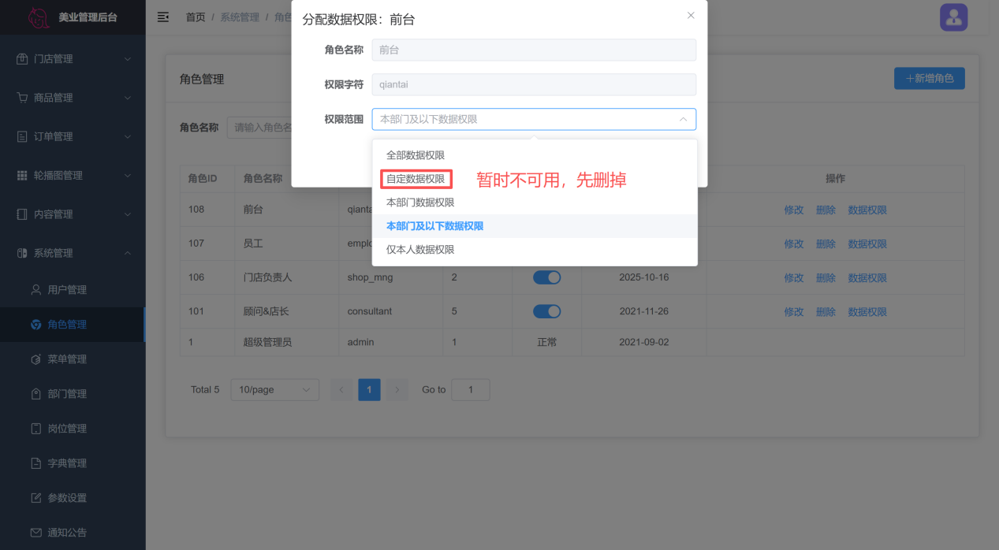 美业管理后台
首页 / 系统管理 / 角色
门店管理
商品管理
订单管理
轮播图管理
内容管理
系统管理
用户管理
角色管理
菜单管理
部门管理
岗位管理
字典管理
参数设置
通知公告
分配数据权限：前台
角色名称 前台
权限字符 qiantai
权限范围 本部门及以下数据权限
全部数据权限
自定数据权限 暂时不可用，先删掉
本部门数据权限
本部门及以下数据权限
仅本人数据权限
角色管理 +新增角色
角色名称 请输入角色名
角色ID 角色名称 操作
108 前台 qianta 修改 删除 数据权限
107 员工 emplo 修改 删除 数据权限
106 门店负责人 shop_mng 2 2025-10-16 修改 删除 数据权限
101 顾问&店长 consultant 5 2021-11-26 修改 删除 数据权限
1 超级管理员 admin 1 正常 2021-09-02
Total 5 10/page < 1 > Go to 1